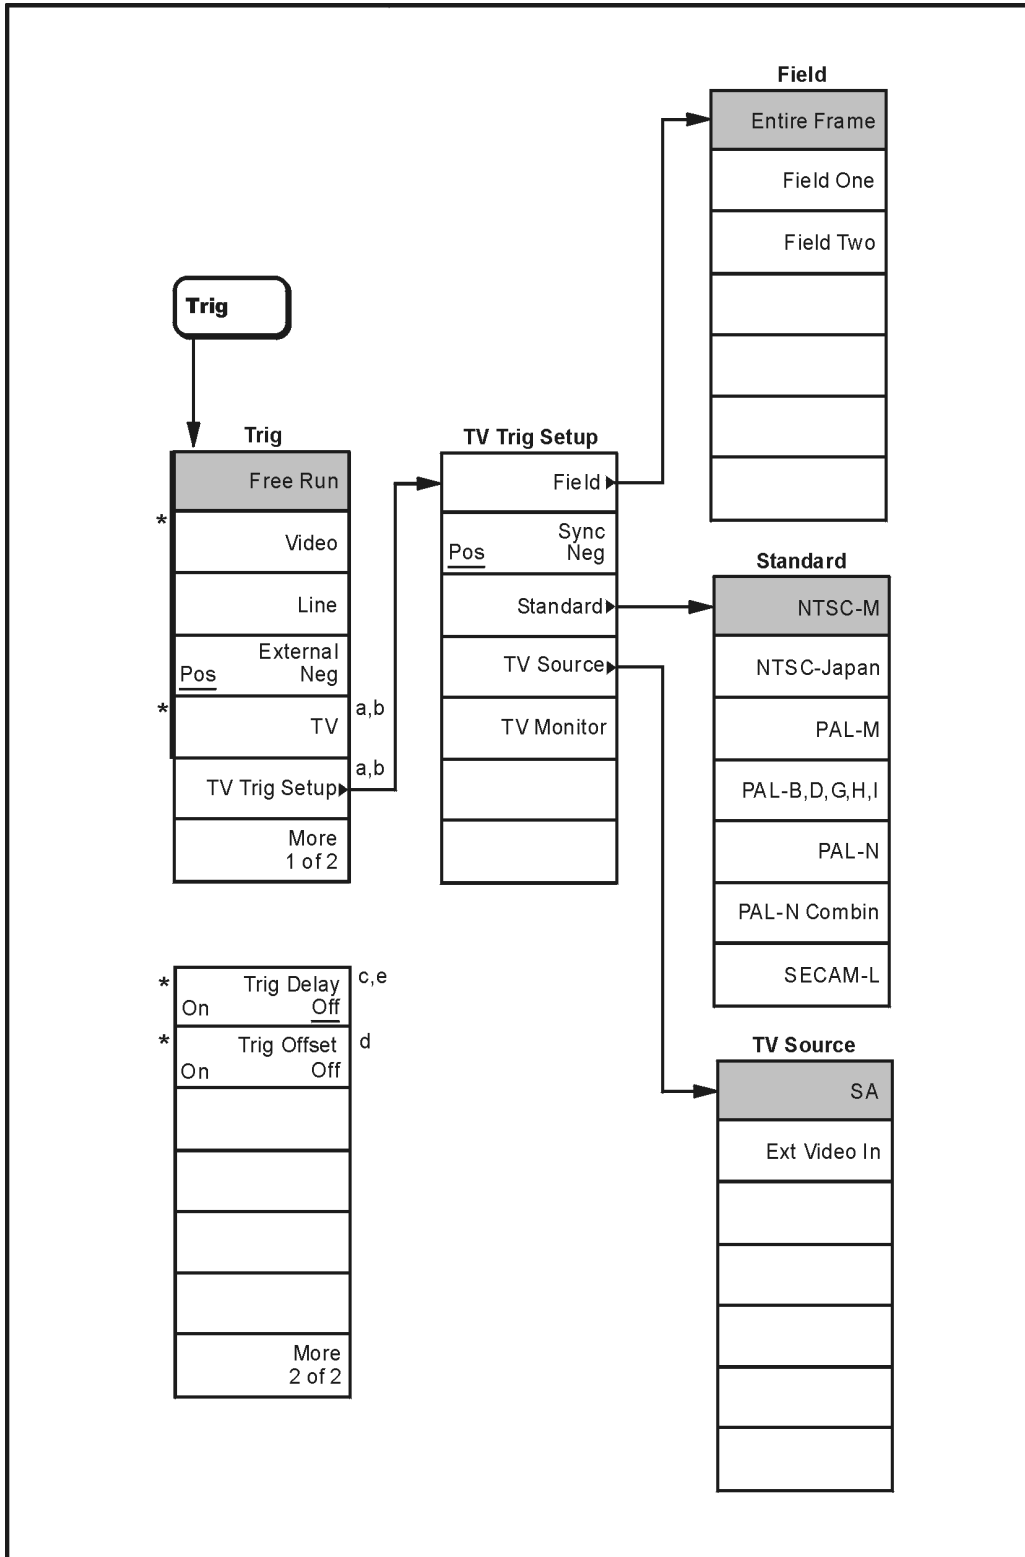 Trig
Trig
Free Run
*
Video
Line
External
Pos Neg
*
TV
a,b
TV Trig Setup
a,b
More
1 of 2
*
Trig Delay
On Off
c,e
*
Trig Offset
On Off
d
More
2 of 2
TV Trig Setup
Field
Sync
Pos Neg
Standard
TV Source
TV Monitor
Field
Entire Frame
Field One
Field Two
Standard
NTSC-M
NTSC-Japan
PAL-M
PAL-B,D,G,H,I
PAL-N
PAL-N Combin
SECAM-L
TV Source
SA
Ext Video In